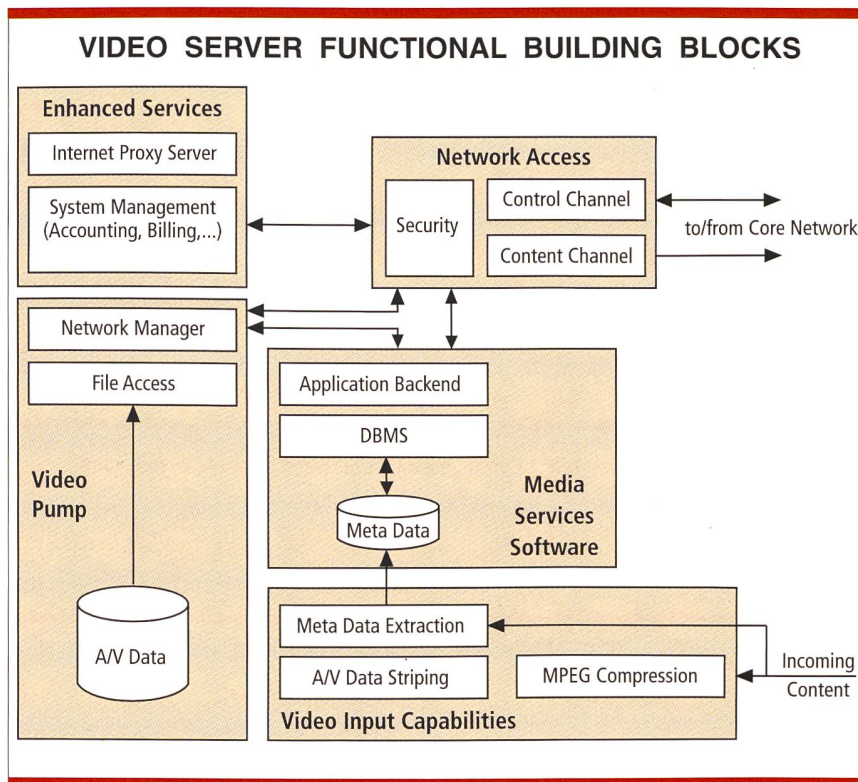 VIDEO SERVER FUNCTIONAL BUILDING BLOCKS
Enhanced Services
Internet Proxy Server
System Management
(Accounting, Billing,...)
Network Access
Security
Control Channel
Content Channel
to/from Core Network
Network Manager
File Access
Video
Pump
A/V Data
Application Backend
DBMS
Meta Data
Media
Services
Software
Meta Data Extraction
A/V Data Striping
MPEG Compression
Video Input Capabilities
Incoming
Content